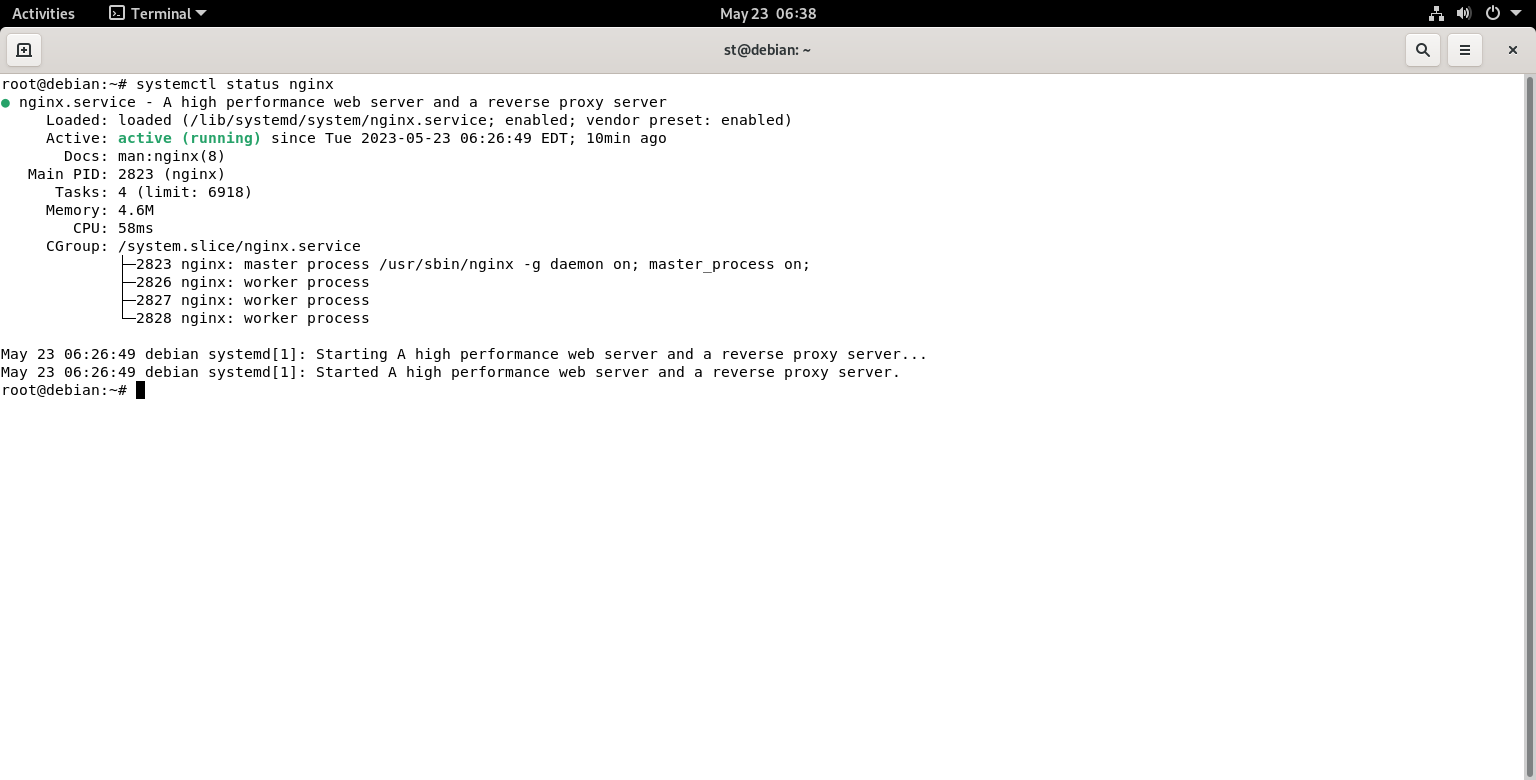 Activities Terminal May 23 06:38
st@debian: ~
root@debian:~# systemctl status nginx
● nginx.service - A high performance web server and a reverse proxy server
     Loaded: loaded (/lib/systemd/system/nginx.service; enabled; vendor preset: enabled)
     Active: active (running) since Tue 2023-05-23 06:26:49 EDT; 10min ago
       Docs: man:nginx(8)
   Main PID: 2823 (nginx)
      Tasks: 4 (limit: 6918)
     Memory: 4.6M
        CPU: 58ms
     CGroup: /system.slice/nginx.service
             ├─2823 nginx: master process /usr/sbin/nginx -g daemon on; master_process on;
             ├─2826 nginx: worker process
             ├─2827 nginx: worker process
             └─2828 nginx: worker process
May 23 06:26:49 debian systemd[1]: Starting A high performance web server and a reverse proxy server...
May 23 06:26:49 debian systemd[1]: Started A high performance web server and a reverse proxy server.
root@debian:~#